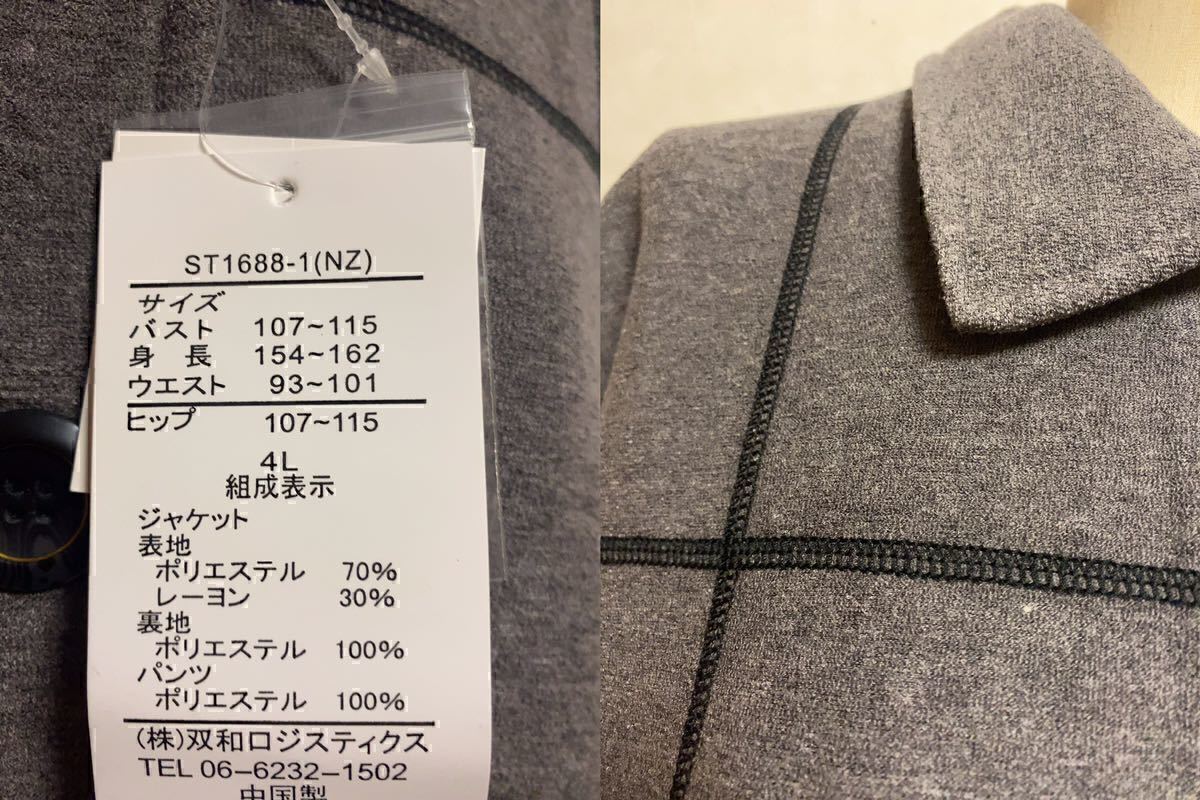 ST1688-1(NZ)
サイズ
バスト 107~115
身 長 154~162
ウエスト 93~101
ヒップ 107~115
4L
組成表示
ジャケット
表地
ポリエステル 70%
レーヨン 30%
裏地
ポリエステル 100%
パンツ
ポリエステル 100%
(株)双和ロジスティクス
TEL 06-6232-1502
中国製